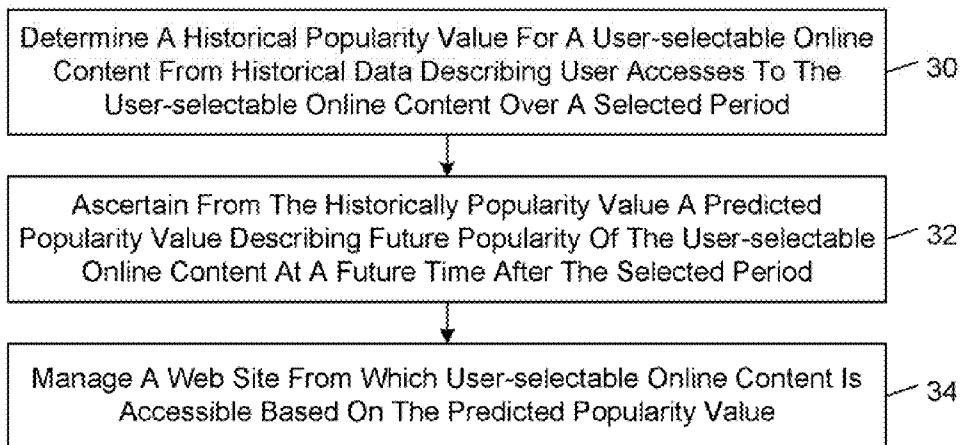 Determine A Historical Popularity Value For A User-selectable Online
Content From Historical Data Describing User Accesses To The
User-selectable Online Content Over A Selected Period
30
Ascertain From The Historically Popularity Value A Predicted
Popularity Value Describing Future Popularity Of The User-selectable
Online Content At A Future Time After The Selected Period
32
Manage A Web Site From Which User-selectable Online Content Is
Accessible Based On The Predicted Popularity Value
34